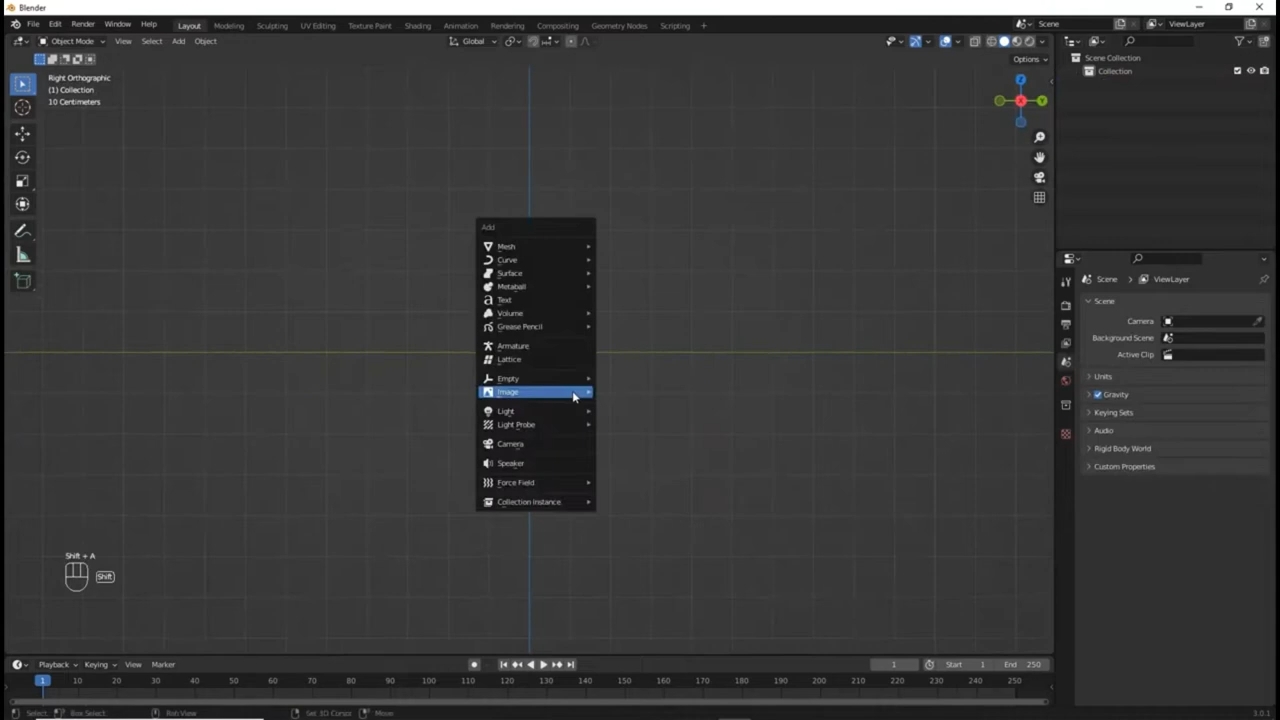 Blender
File Edit Render Window Help
Layout Modeling Sculpting UV Editing Texture Paint Shading Animation Rendering Compositing Geometry Nodes Scripting +
Scene
ViewLayer
Object Mode View Select Add Object
Global
Options
Right Orthographic
(1) Collection
10 Centimeters
Z
X
Y
Scene Collection
Collection
Add
Mesh
Curve
Surface
Metaball
Text
Volume
Grease Pencil
Armature
Lattice
Empty
Image
Light
Light Probe
Camera
Speaker
Force Field
Collection Instance
Scene
ViewLayer
Scene
Camera
Background Scene
Active Clip
Units
Gravity
Keying Sets
Audio
Rigid Body World
Custom Properties
Shift + A
Shift
Playback Keying View Marker
1 Start 1 End 250
1 10 20 30 40 50 60 70 80 90 100 110 120 130 140 150 160 170 180 190 200 210 220 230 240 250
Select Box Select Set 3D Cursor Move
3.0.1